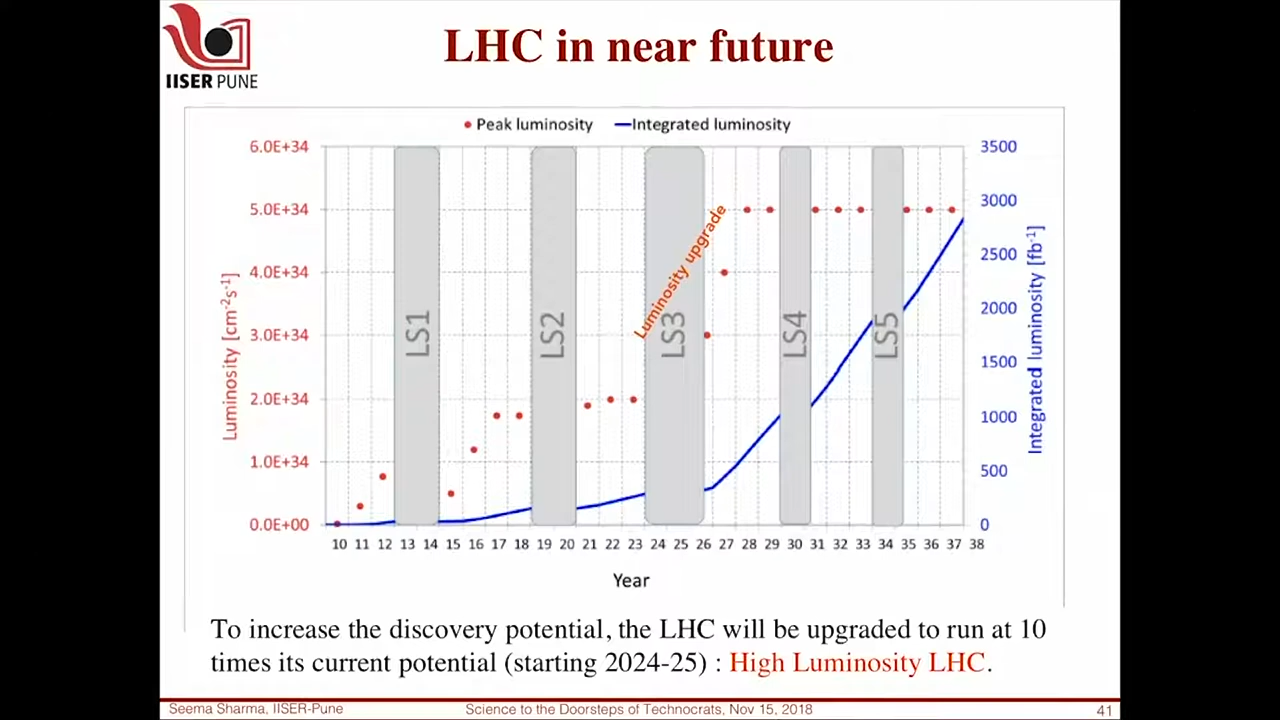 IISER PUNE
LHC in near future
Peak luminosity Integrated luminosity
6.0E+34
5.0E+34
4.0E+34
3.0E+34
2.0E+34
1.0E+34
0.0E+00
Luminosity [cm-2s-1]
LS1
LS2
Luminosity upgrade
LS3
LS4
LS5
3500
3000
2500
2000
1500
1000
500
0
Integrated luminosity [fb-1]
10 11 12 13 14 15 16 17 18 19 20 21 22 23 24 25 26 27 28 29 30 31 32 33 34 35 36 37 38
Year
To increase the discovery potential, the LHC will be upgraded to run at 10
times its current potential (starting 2024-25) : High Luminosity LHC.
Seema Sharma, IISER-Pune Science to the Doorsteps of Technocrats, Nov 15, 2018 41